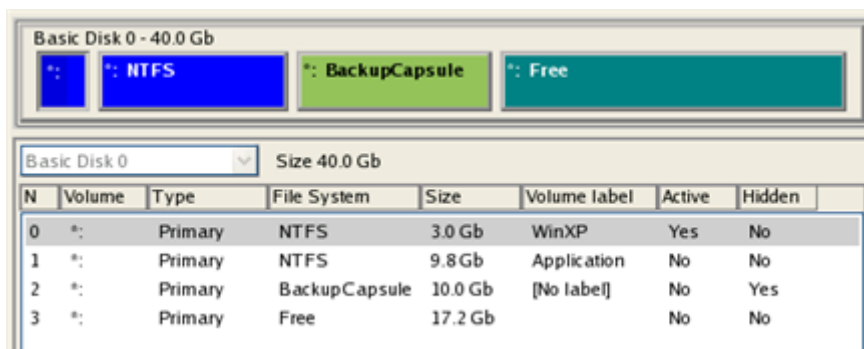 Basic Disk 0 - 40.0 Gb
*: *: NTFS *: BackupCapsule *: Free
Basic Disk 0 Size 40.0 Gb
N Volume Type File System Size Volume label Active Hidden
0 *: Primary NTFS 3.0 Gb WinXP Yes No
1 *: Primary NTFS 9.8 Gb Application No No
2 *: Primary BackupCapsule 10.0 Gb [No label] No Yes
3 *: Primary Free 17.2 Gb No No